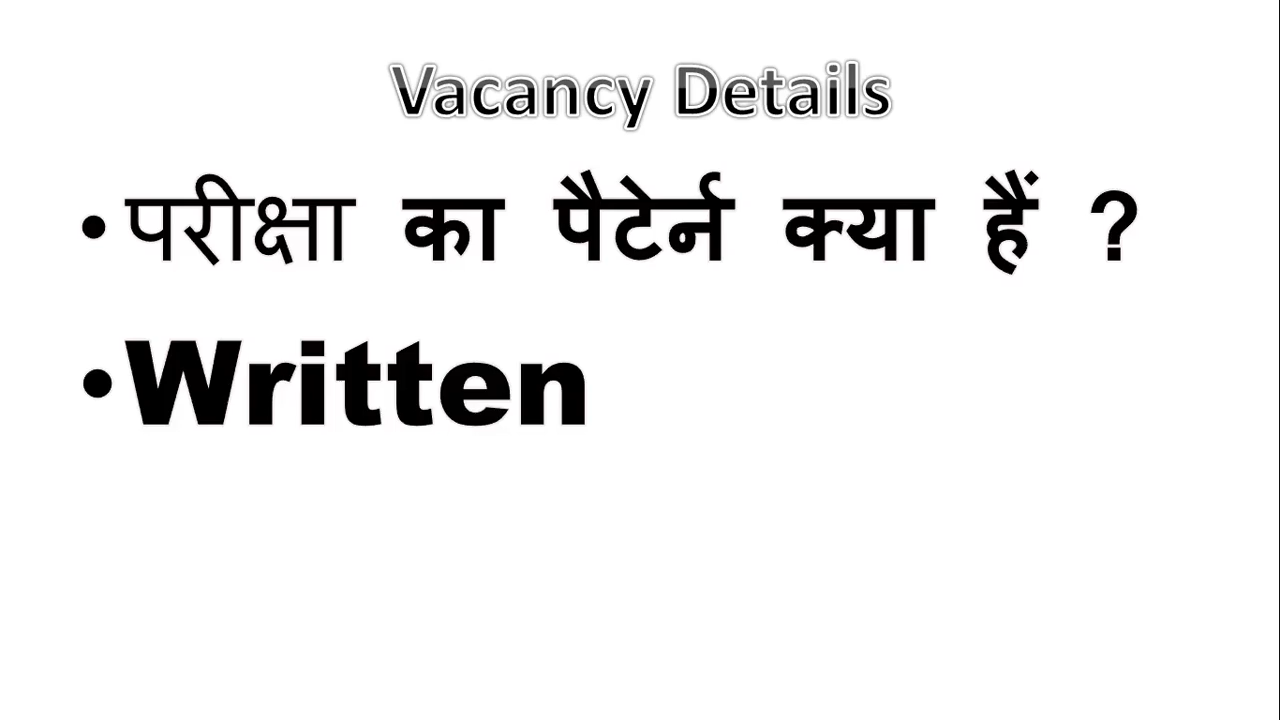 Vacancy Details
• परीक्षा का पैटेर्न क्या हैं ?
• Written